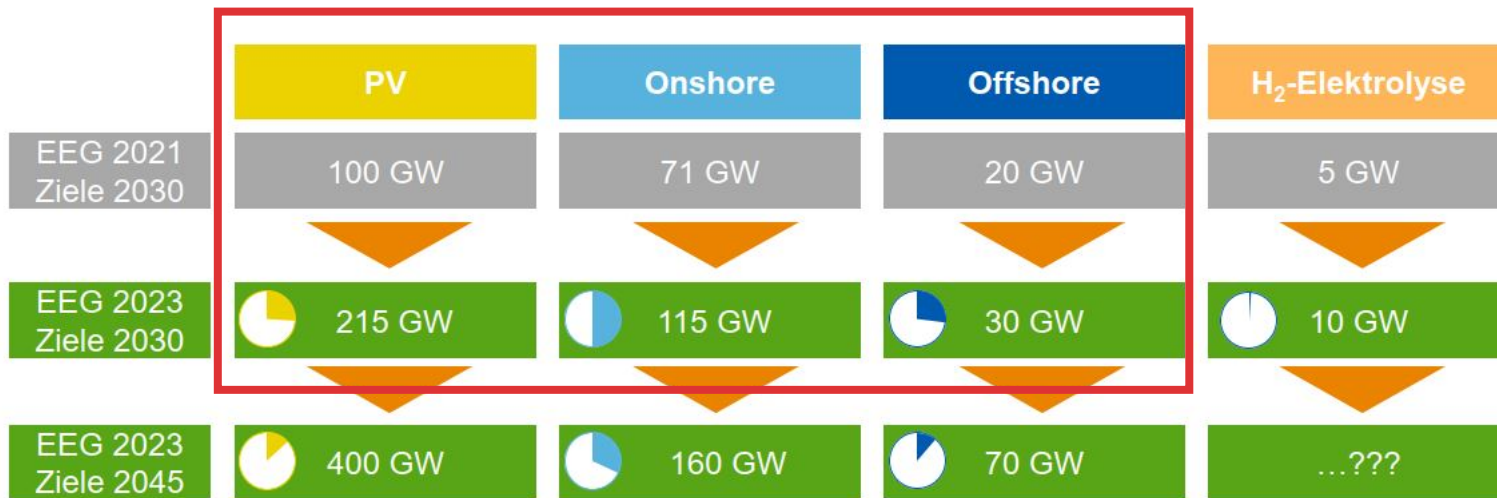 PV
Onshore
Offshore
H₂-Elektrolyse
EEG 2021
Ziele 2030
100 GW
71 GW
20 GW
5 GW
EEG 2023
Ziele 2030
215 GW
115 GW
30 GW
10 GW
EEG 2023
Ziele 2045
400 GW
160 GW
70 GW
...???